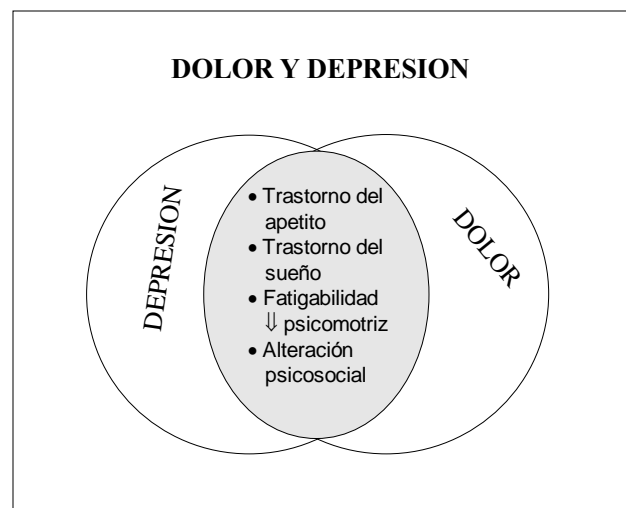 DOLOR Y DEPRESION
DEPRESION
• Trastorno del
apetito
• Trastorno del
sueño
• Fatigabilidad
⇓ psicomotriz
• Alteración
psicosocial
DOLOR